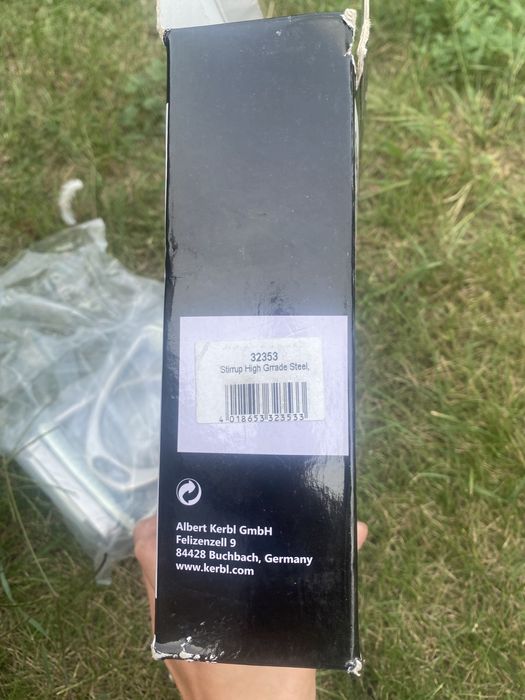 32353
Stirrup High Grrade Steel,
4 018653 323533
Albert Kerbl GmbH
Felizenzell 9
84428 Buchbach, Germany
www.kerbl.com